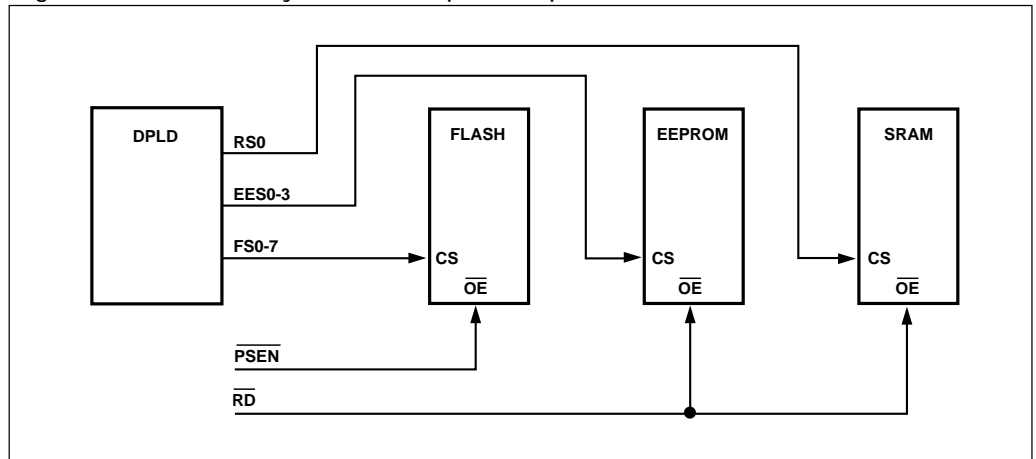 DPLD
RS0
EES0-3
FS0-7
FLASH
CS
OE
EEPROM
CS
OE
SRAM
CS
OE
PSEN
RD